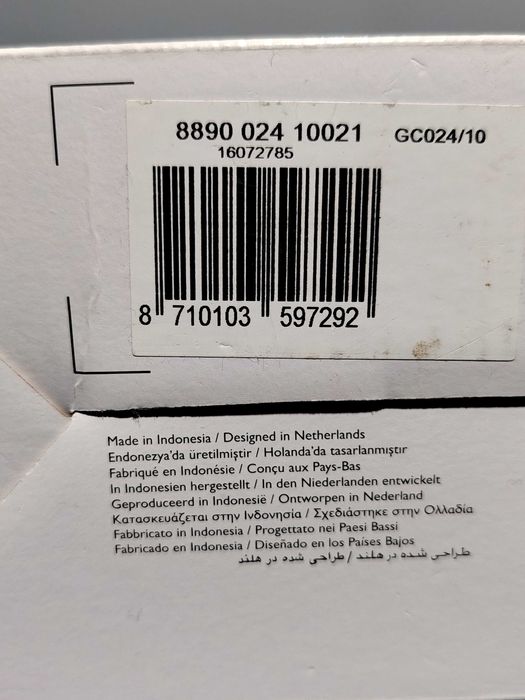 8890 024 10021 GC024/10
16072785
8 710103 597292
Made in Indonesia / Designed in Netherlands
Endonezya'da üretilmiştir / Holanda'da tasarlanmıştır
Fabriqué en Indonésie / Conçu aux Pays-Bas
In Indonesien hergestellt / In den Niederlanden entwickelt
Geproduceerd in Indonesië / Ontworpen in Nederland
Κατασκευάζεται στην Ινδονησία / Σχεδιάστηκε στην Ολλαδία
Fabbricato in Indonesia / Progettato nei Paesi Bassi
Fabricado en Indonesia / Diseñado en los Países Bajos
طراحی شده در هلند / طراحی شده در هلند